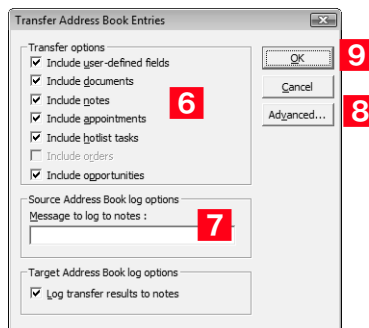 Transfer Address Book Entries
Transfer options
Include user-defined fields
Include documents
Include notes
Include appointments
Include hotlist tasks
Include orders
Include opportunities
6
OK
9
Cancel
Advanced...
8
Source Address Book log options
Message to log to notes :
7
Target Address Book log options
Log transfer results to notes